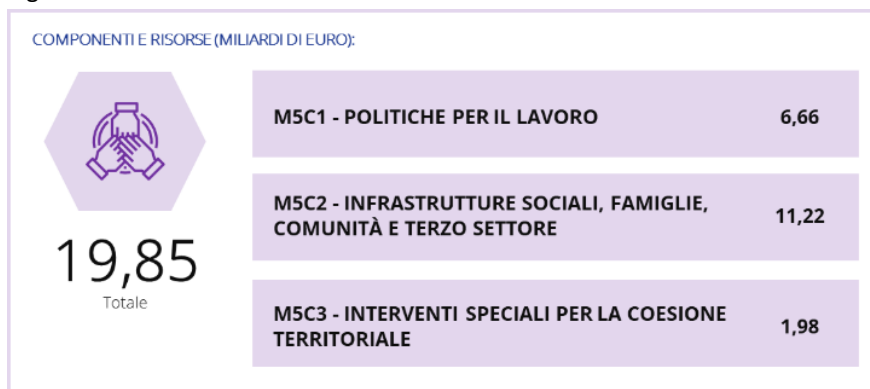 COMPONENTI E RISORSE (MILIARDI DI EURO):
M5C1 - POLITICHE PER IL LAVORO 6,66
M5C2 - INFRASTRUTTURE SOCIALI, FAMIGLIE,
COMUNITÀ E TERZO SETTORE 11,22
19,85
Totale
M5C3 - INTERVENTI SPECIALI PER LA COESIONE
TERRITORIALE 1,98